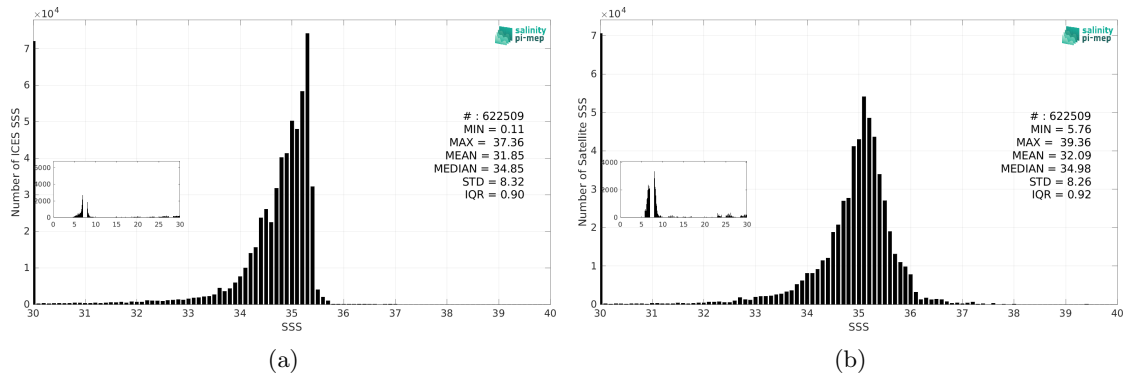 ×10⁴
7
6
5
4
3
2
1
0
Number of ICES SSS
salinity
pi-mep
# : 622509
MIN = 0.11
MAX = 37.36
MEAN = 31.85
MEDIAN = 34.85
STD = 8.32
IQR = 0.90
6000
4000
2000
0
0 5 10 15 20 25 30
30 31 32 33 34 35 36 37 38 39 40
SSS
(a)
×10⁴
7
6
5
4
3
2
1
0
Number of Satellite SSS
salinity
pi-mep
# : 622509
MIN = 5.76
MAX = 39.36
MEAN = 32.09
MEDIAN = 34.98
STD = 8.26
IQR = 0.92
4000
2000
0
0 5 10 15 20 25 30
30 31 32 33 34 35 36 37 38 39 40
SSS
(b)